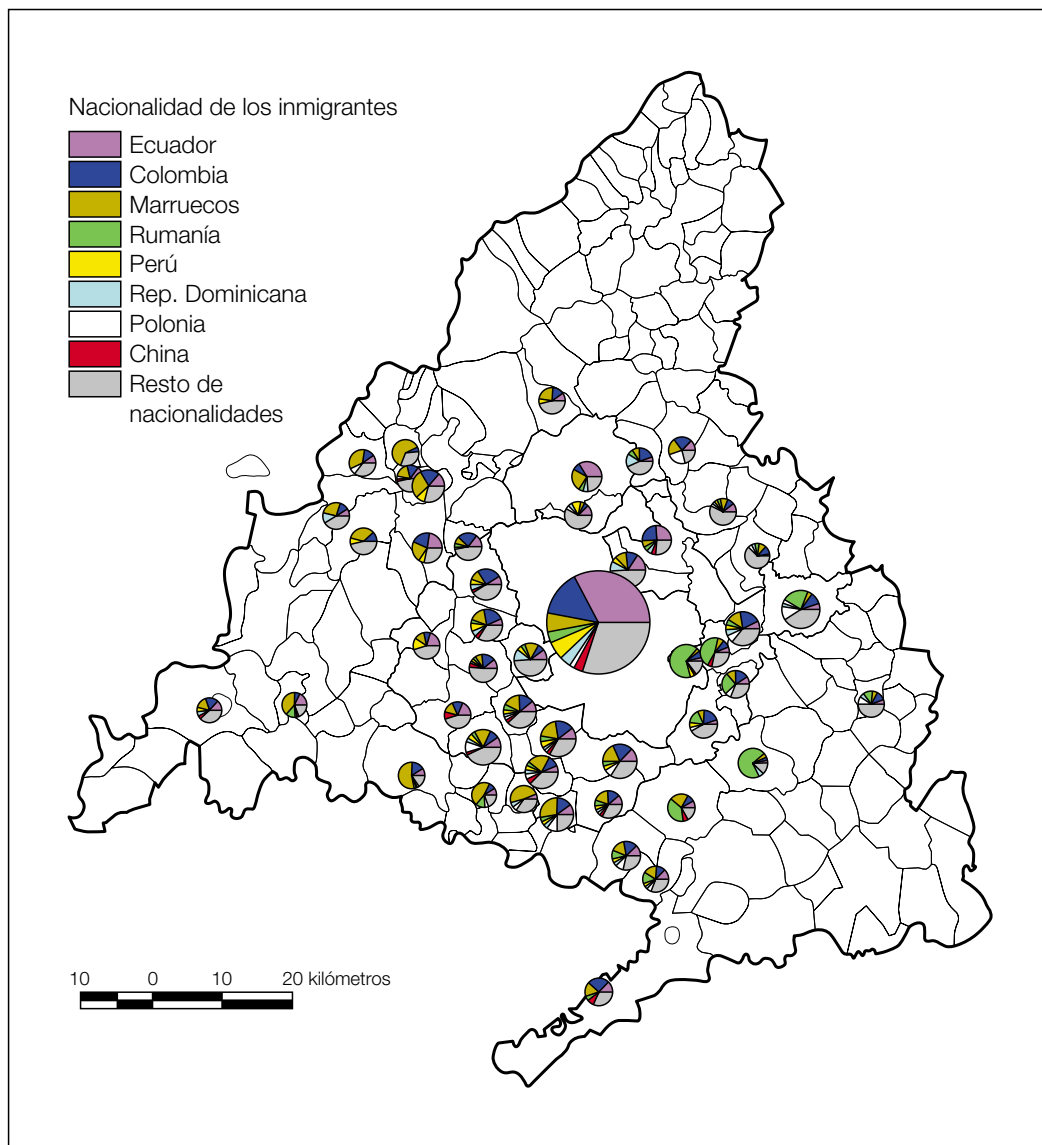 Nacionalidad de los inmigrantes
Ecuador
Colombia
Marruecos
Rumanía
Perú
Rep. Dominicana
Polonia
China
Resto de
nacionalidades
10 0 10 20 kilómetros